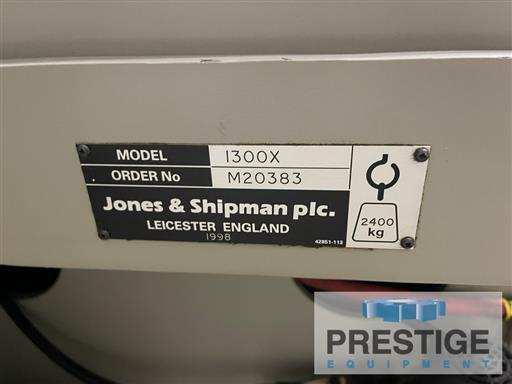 MODEL 1300X
ORDER No M20383
Jones & Shipman plc.
LEICESTER ENGLAND
1998
42851-113
2400
kg
PRESTIGE
EQUIPMENT